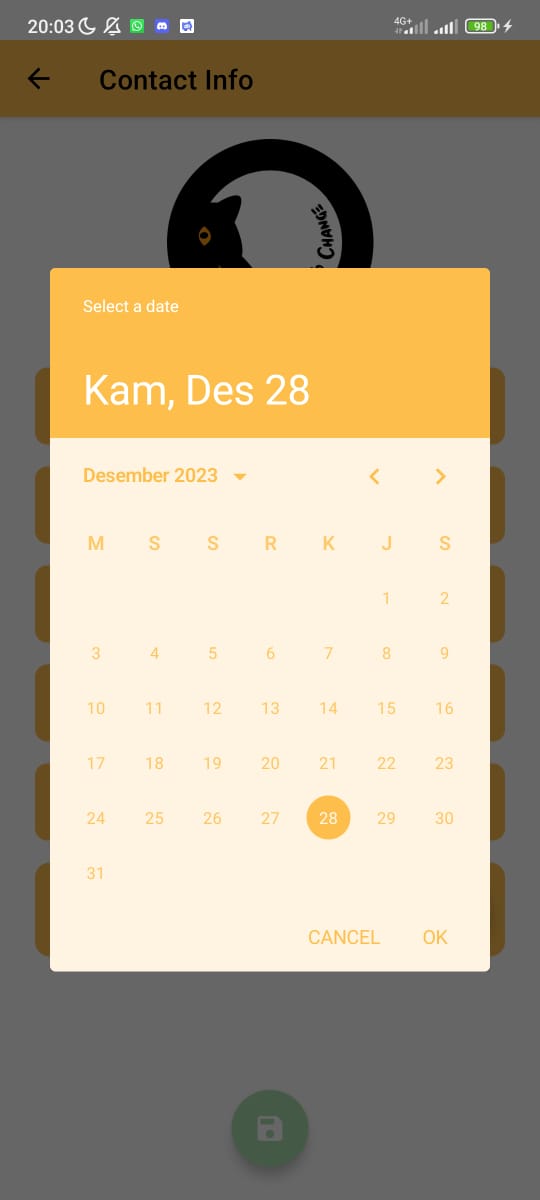 20:03
4G+
98
Contact Info
CHANGE
Select a date
Kam, Des 28
Desember 2023
M S S R K J S
1 2
3 4 5 6 7 8 9
10 11 12 13 14 15 16
17 18 19 20 21 22 23
24 25 26 27 28 29 30
31
CANCEL OK